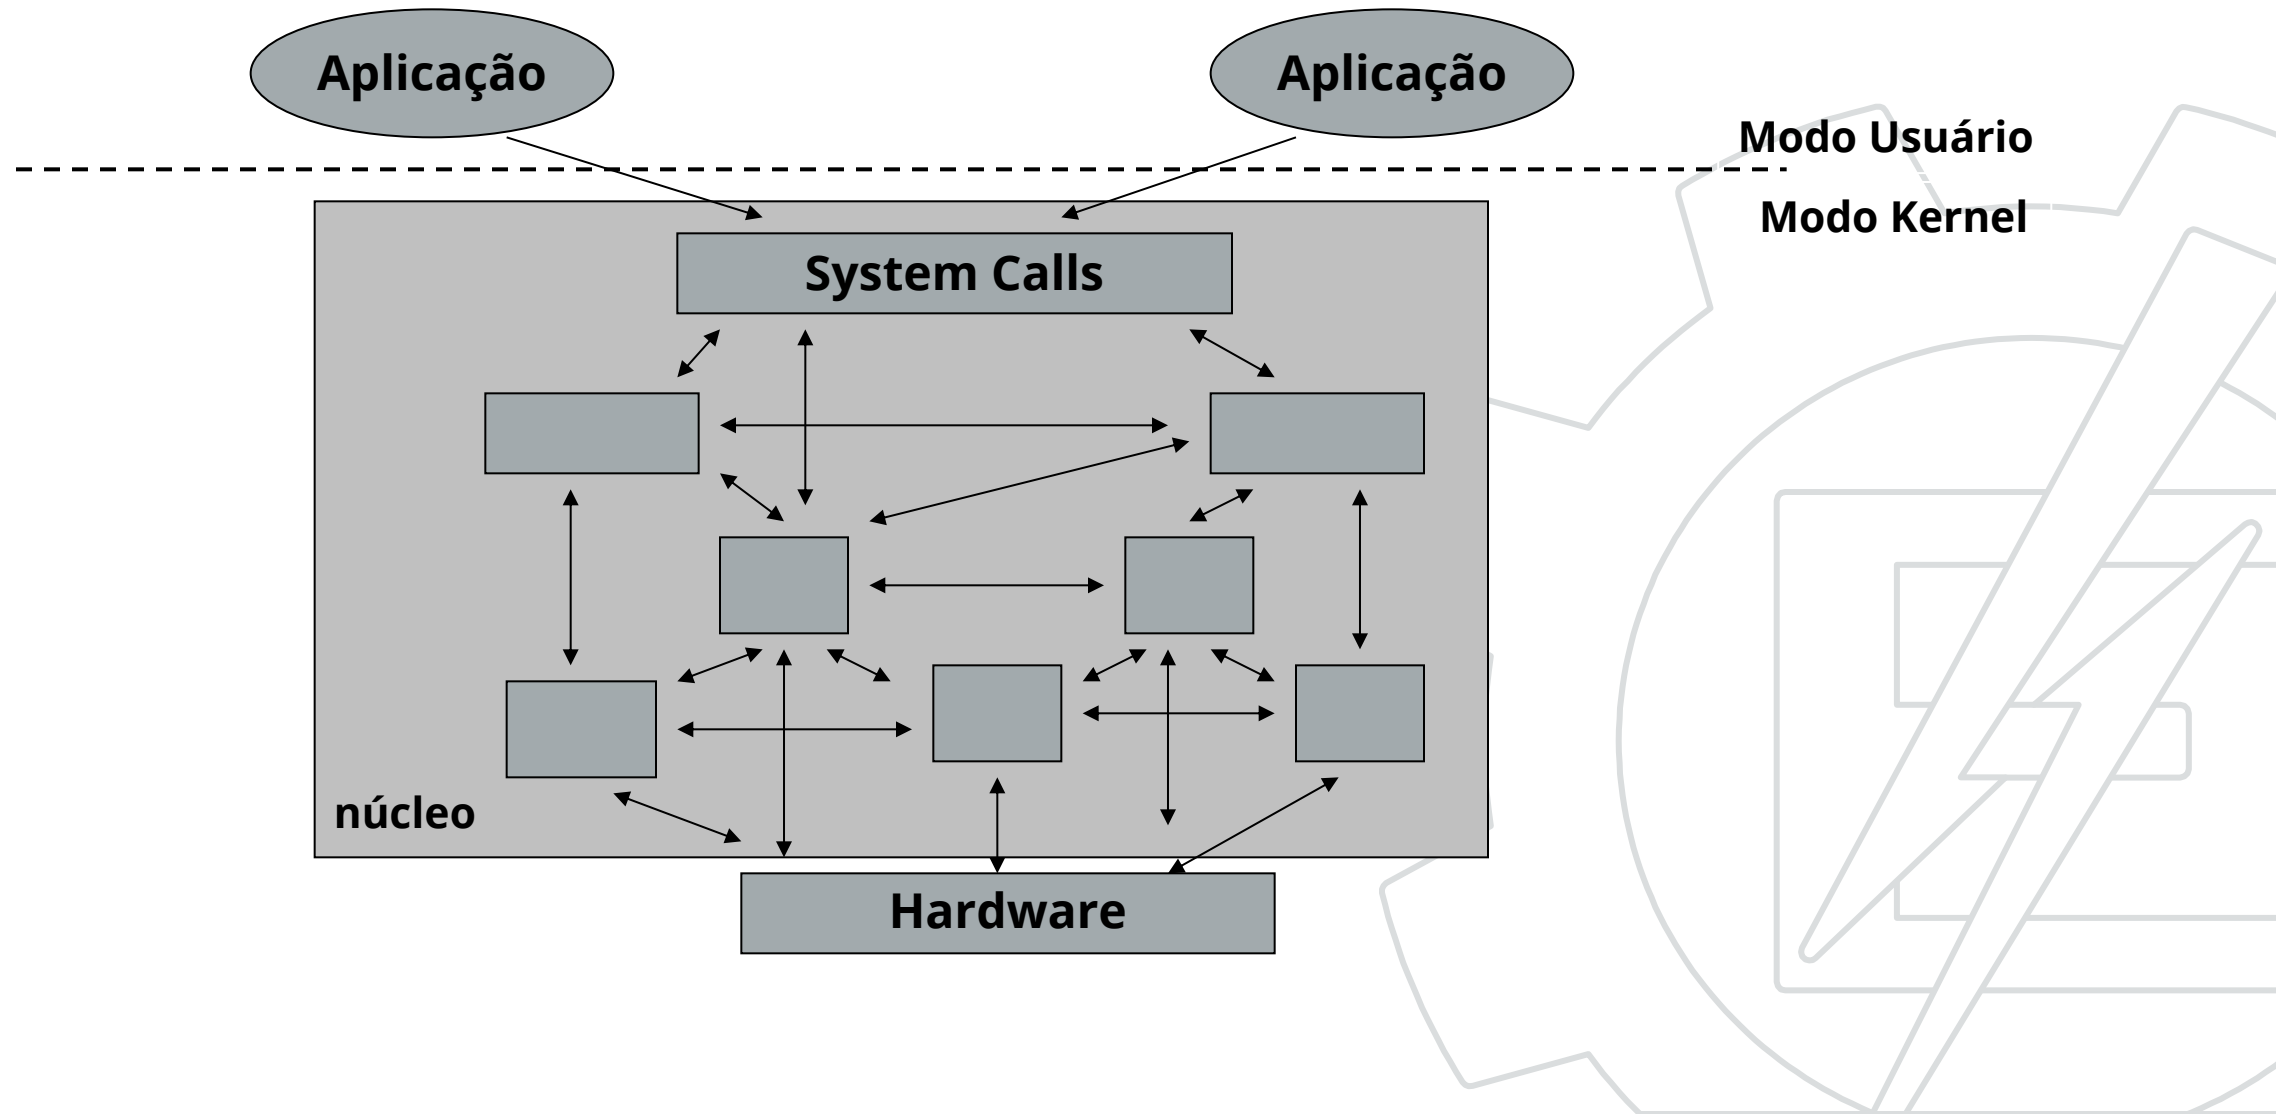 Aplicação
Aplicação
Modo Usuário
Modo Kernel
System Calls
núcleo
Hardware